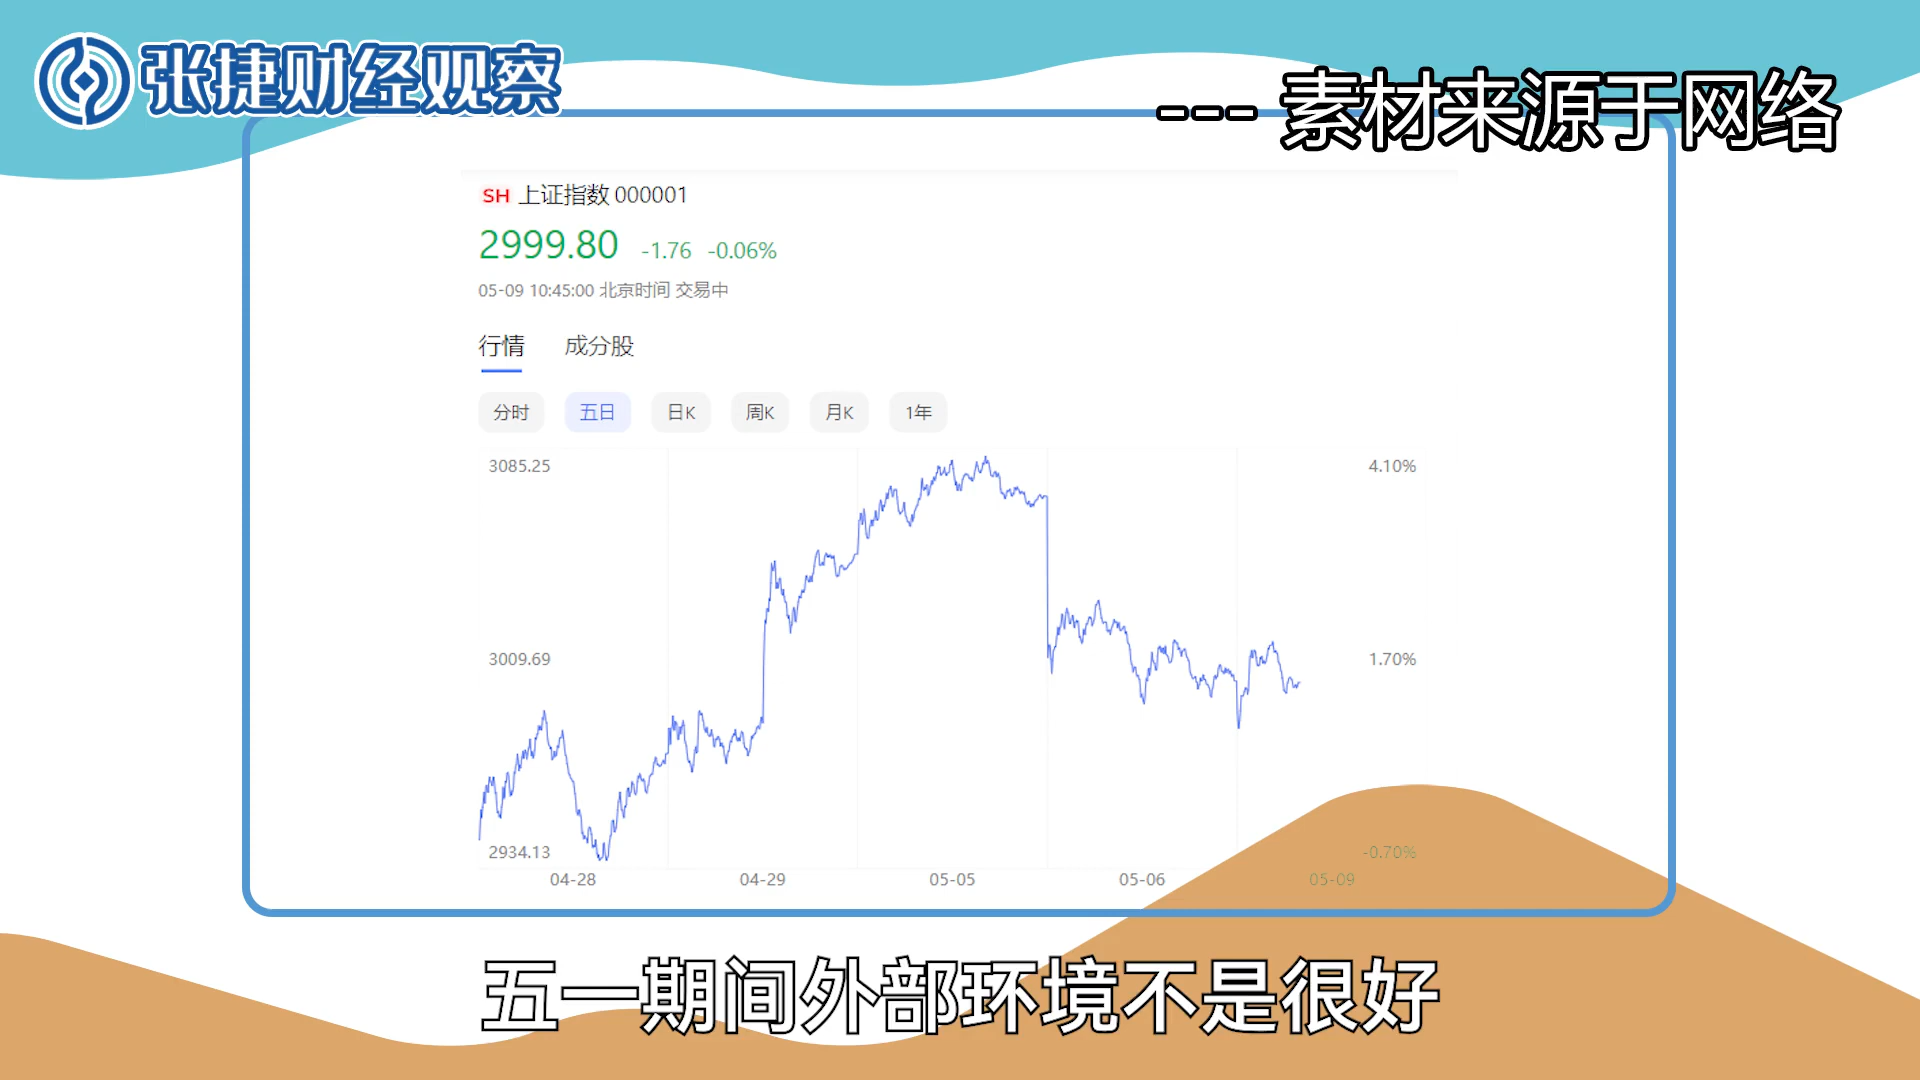 张捷财经观察
--- 素材来源于网络
SH 上证指数 000001
2999.80 -1.76 -0.06%
05-09 10:45:00 北京时间 交易中
行情 成分股
分时 五日 日K 周K 月K 1年
3085.25 4.10%
3009.69 1.70%
2934.13 -0.70%
04-28 04-29 05-05 05-06 05-09
五一期间外部环境不是很好